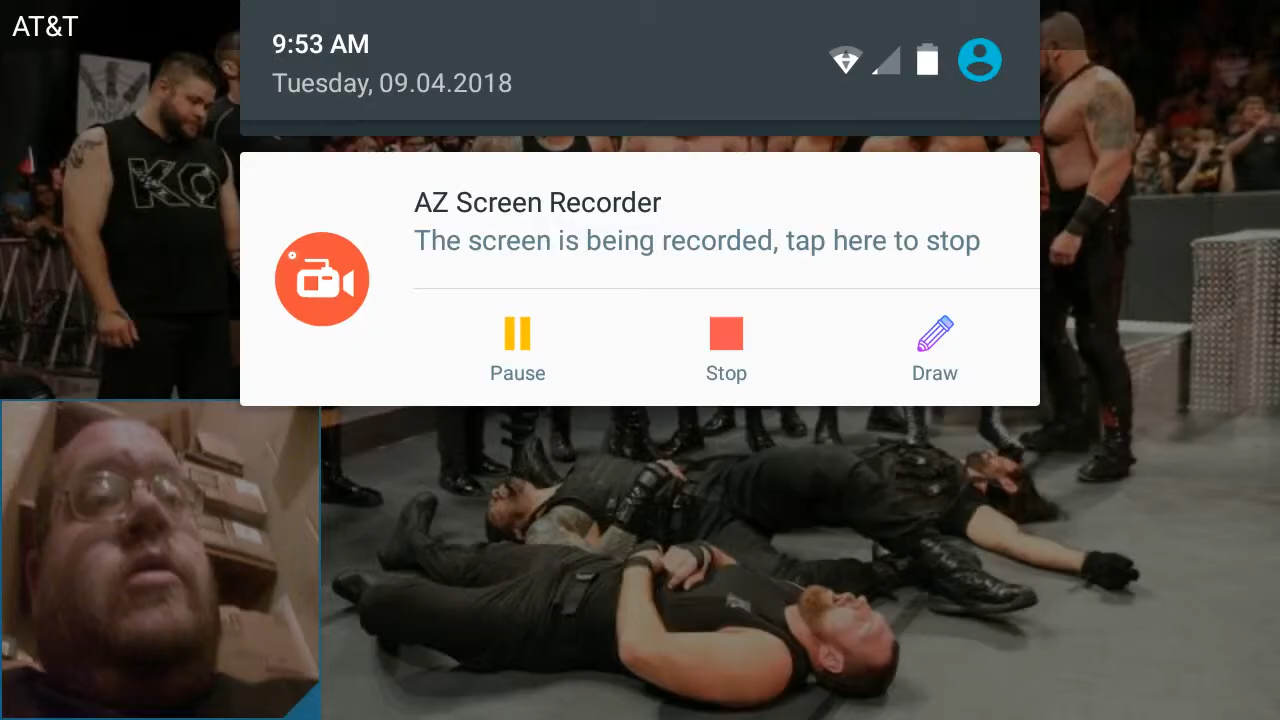 AT&T
9:53 AM
Tuesday, 09.04.2018
AZ Screen Recorder
The screen is being recorded, tap here to stop
Pause
Stop
Draw
KO